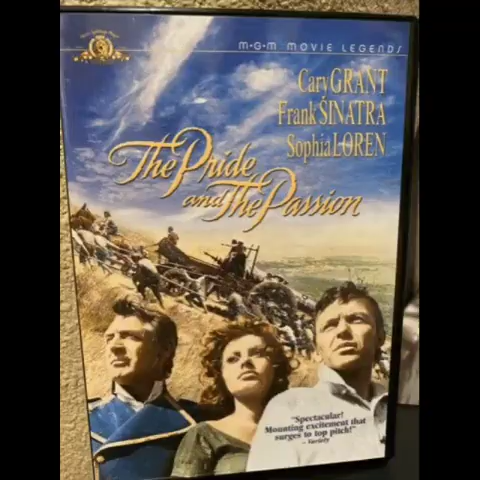 M·G·M MOVIE LEGENDS
Cary GRANT
Frank SINATRA
Sophia LOREN
The Pride
and The Passion
"Spectacular!
Mounting excitement that
surges to top pitch!"
- Variety